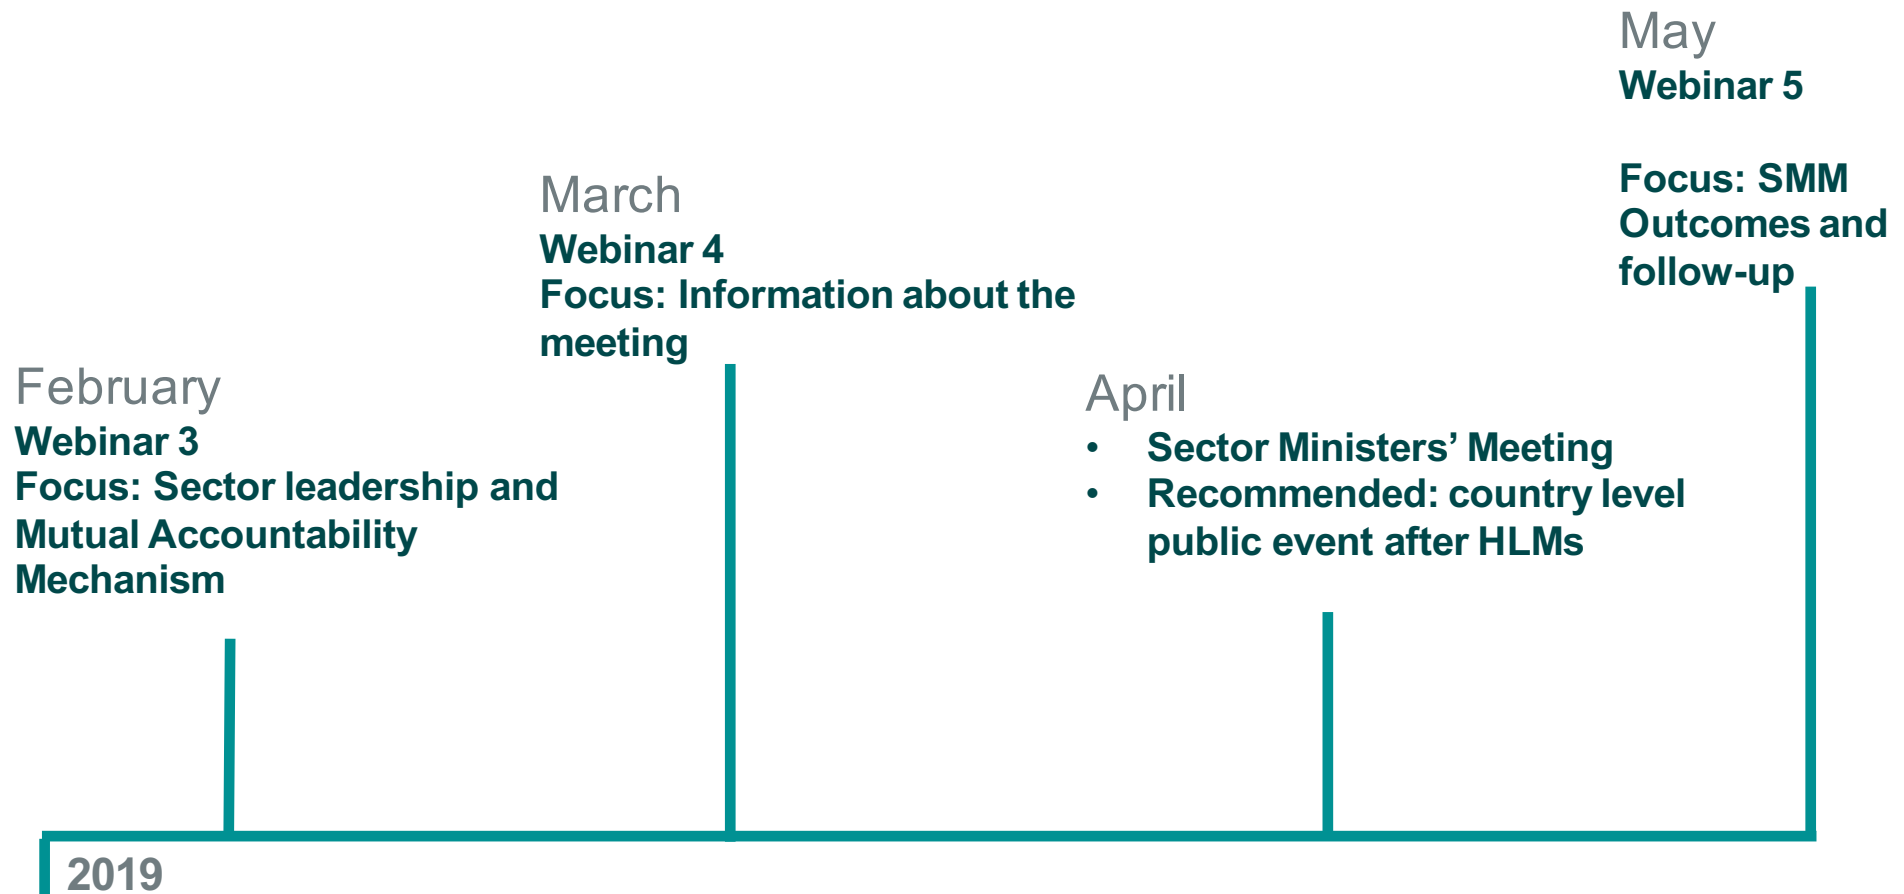 February
Webinar 3
Focus: Sector leadership and
Mutual Accountability
Mechanism
March
Webinar 4
Focus: Information about the
meeting
April
• Sector Ministers’ Meeting
• Recommended: country level
public event after HLMs
May
Webinar 5
Focus: SMM
Outcomes and
follow-up
2019